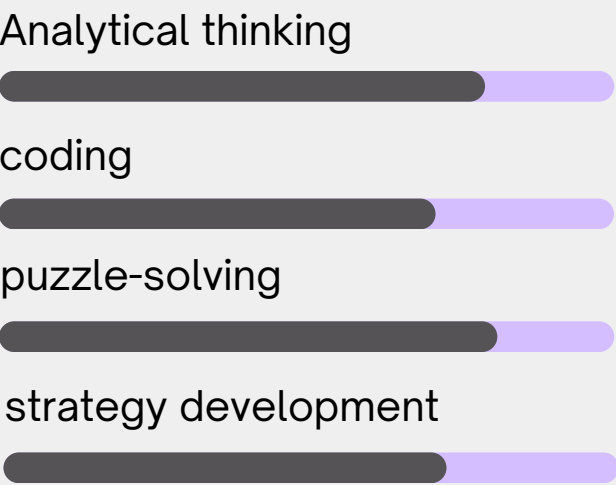 Analytical thinking
coding
puzzle-solving
strategy development